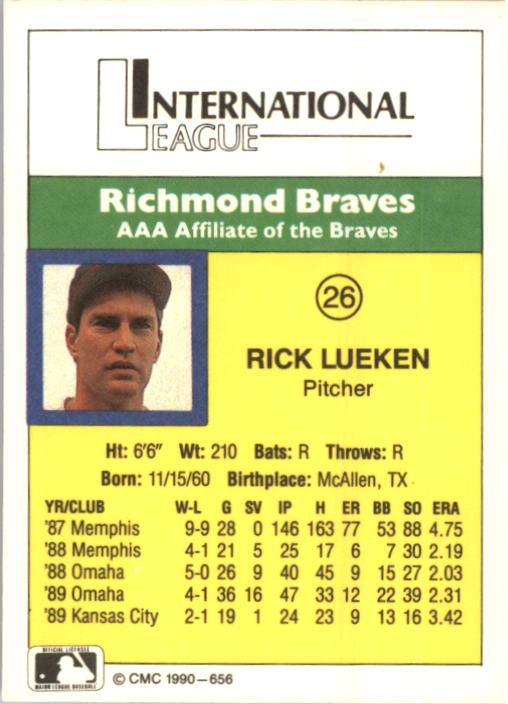 INTERNATIONAL
LEAGUE
Richmond Braves
AAA Affiliate of the Braves
26
RICK LUEKEN
Pitcher
Ht: 6'6" Wt: 210 Bats: R Throws: R
Born: 11/15/60 Birthplace: McAllen, TX
YR/CLUB W-L G SV IP H ER BB SO ERA
'87 Memphis 9-9 28 0 146 163 77 53 88 4.75
'88 Memphis 4-1 21 5 25 17 6 7 30 2.19
'88 Omaha 5-0 26 9 40 45 9 15 27 2.03
'89 Omaha 4-1 36 16 47 33 12 22 39 2.31
'89 Kansas City 2-1 19 1 24 23 9 13 16 3.42
OFFICIAL LICENSEE
MAJOR LEAGUE BASEBALL
© CMC 1990–656